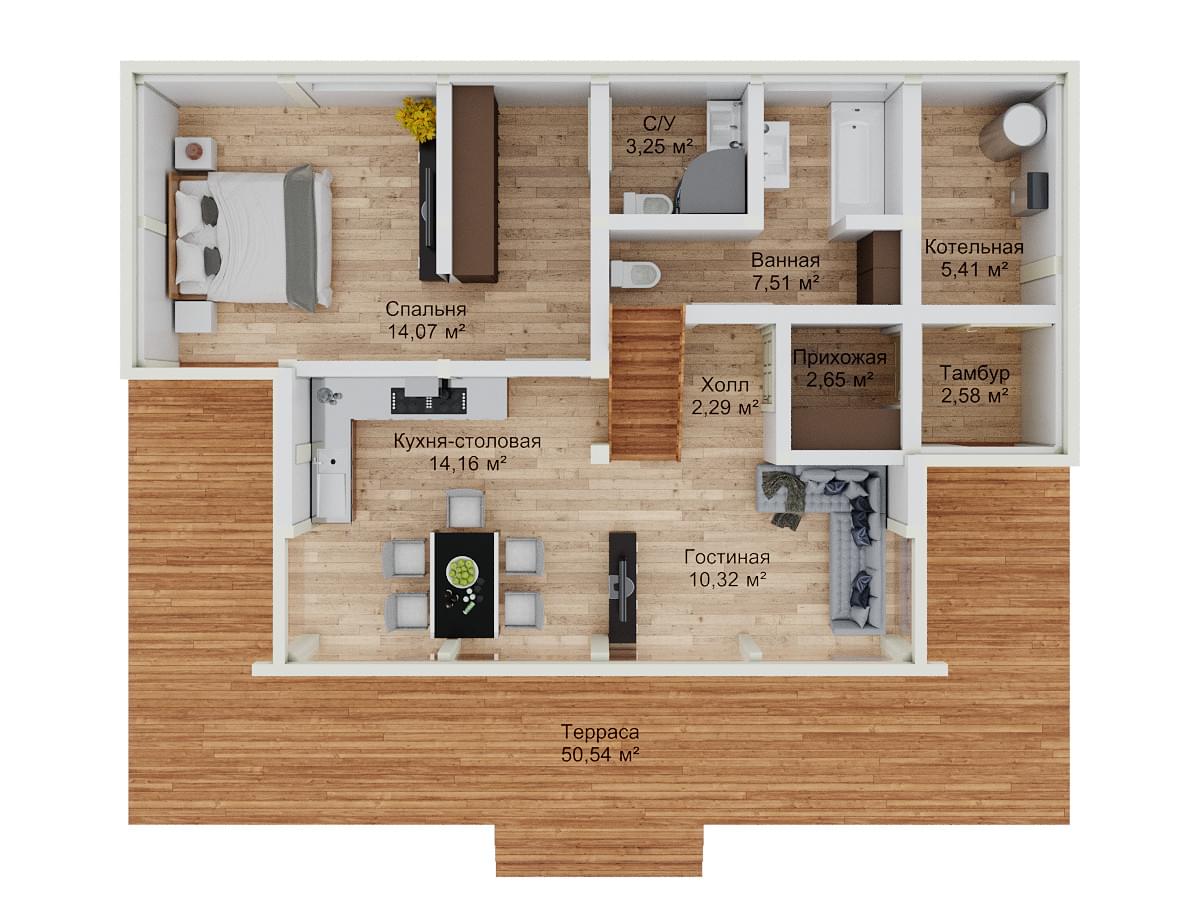 С/У
3,25 м²
Ванная
7,51 м²
Котельная
5,41 м²
Спальня
14,07 м²
Прихожая
2,65 м²
Тамбур
2,58 м²
Холл
2,29 м²
Кухня-столовая
14,16 м²
Гостиная
10,32 м²
Терраса
50,54 м²